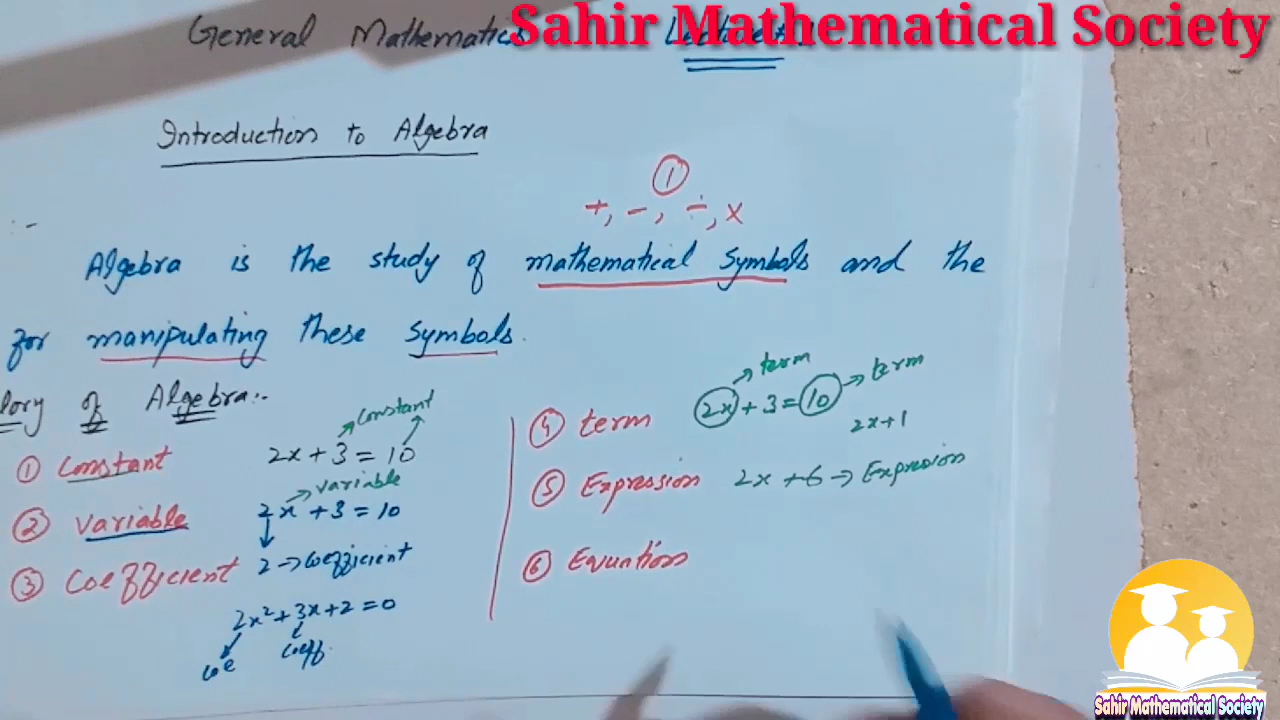 Sahir Mathematical Society
General Mathematics
Introduction to Algebra
①
+, -, ÷, x
Algebra is the study of mathematical symbols and the
for manipulating these symbols.
of Algebra:-
① Constant
2x + 3 = 10
constant
② variable
2x + 3 = 10
variable
③ Coefficient
2 → coefficient
2x² + 3x + 2 = 0
coe
coeff
④ term
2x + 3 = 10
term
term
2x + 1
⑤ Expression
2x + 6 → Expression
⑥ Equation
Sahir Mathematical Society